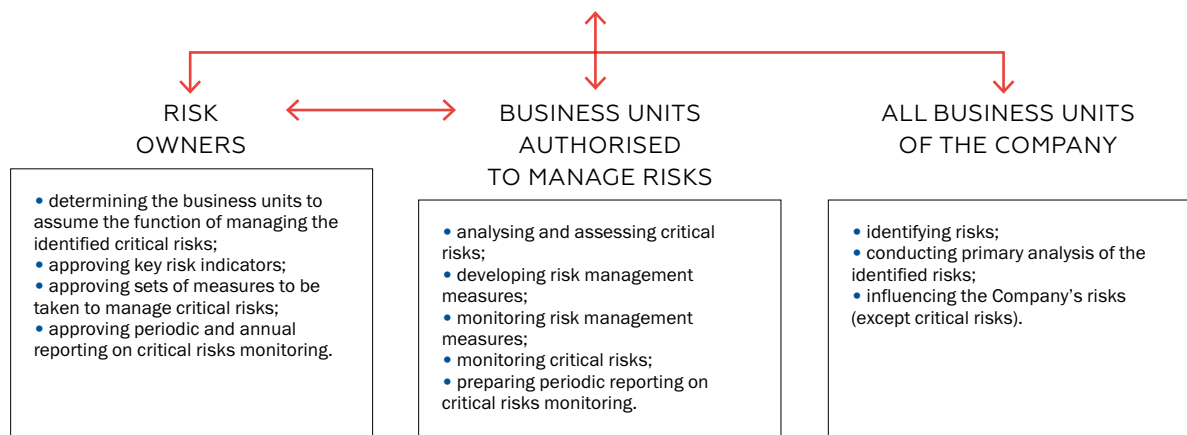 RISK
OWNERS
• determining the business units to
assume the function of managing the
identified critical risks;
• approving key risk indicators;
• approving sets of measures to be
taken to manage critical risks;
• approving periodic and annual
reporting on critical risks monitoring.
BUSINESS UNITS
AUTHORISED
TO MANAGE RISKS
• analysing and assessing critical
risks;
• developing risk management
measures;
• monitoring risk management
measures;
• monitoring critical risks;
• preparing periodic reporting on
critical risks monitoring.
ALL BUSINESS UNITS
OF THE COMPANY
• identifying risks;
• conducting primary analysis of the
identified risks;
• influencing the Company’s risks
(except critical risks).